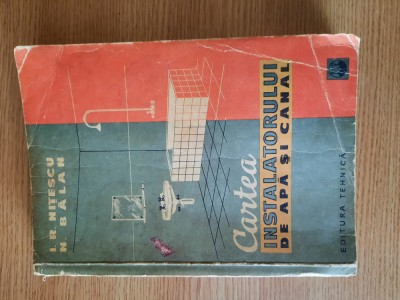 I. R. NIȚESCU
N. BĂLAN
Cartea
INSTALATORULUI
DE APĂ ȘI CANAL
EDITURA TEHNICĂ